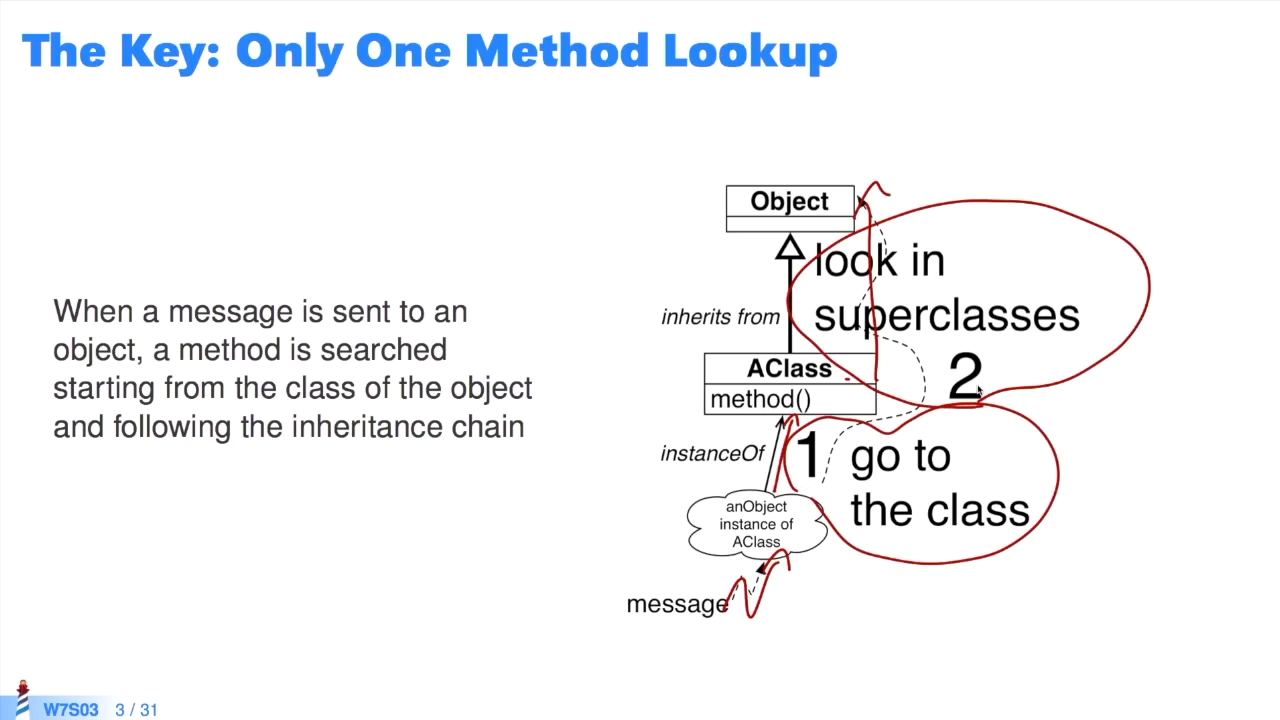 The Key: Only One Method Lookup
When a message is sent to an
object, a method is searched
starting from the class of the object
and following the inheritance chain
Object
look in
superclasses
2
inherits from
AClass
method()
instanceOf
1 go to
the class
anObject
instance of
AClass
message
W7S03 3 / 31